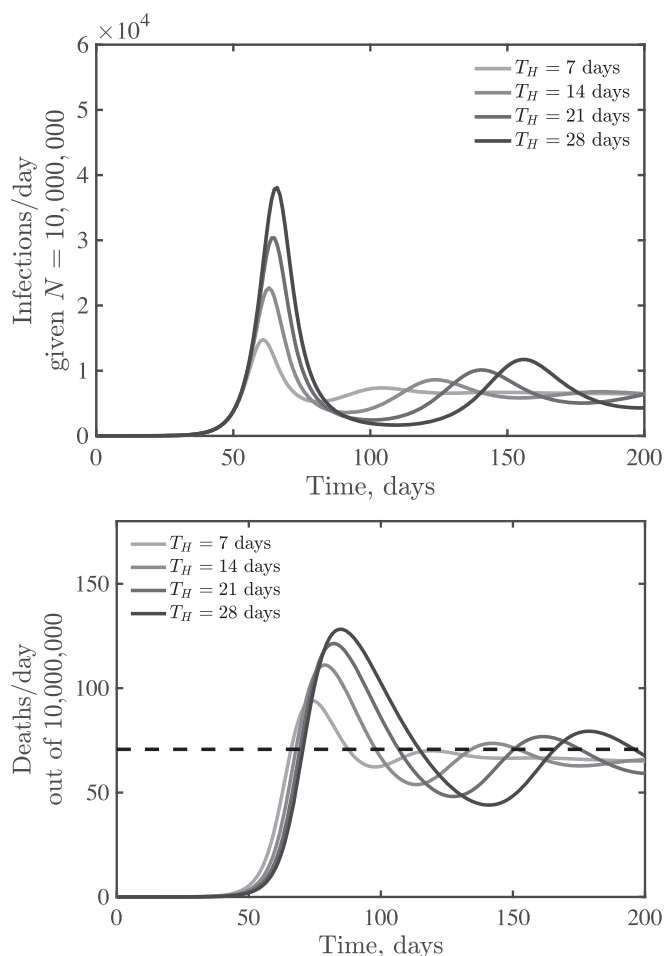 ×10⁴
6
5
4
3
2
1
0
Infections/day
given N = 10,000,000
T_H = 7 days
T_H = 14 days
T_H = 21 days
T_H = 28 days
0 50 100 150 200
Time, days
150
100
50
0
Deaths/day
out of 10,000,000
T_H = 7 days
T_H = 14 days
T_H = 21 days
T_H = 28 days
0 50 100 150 200
Time, days